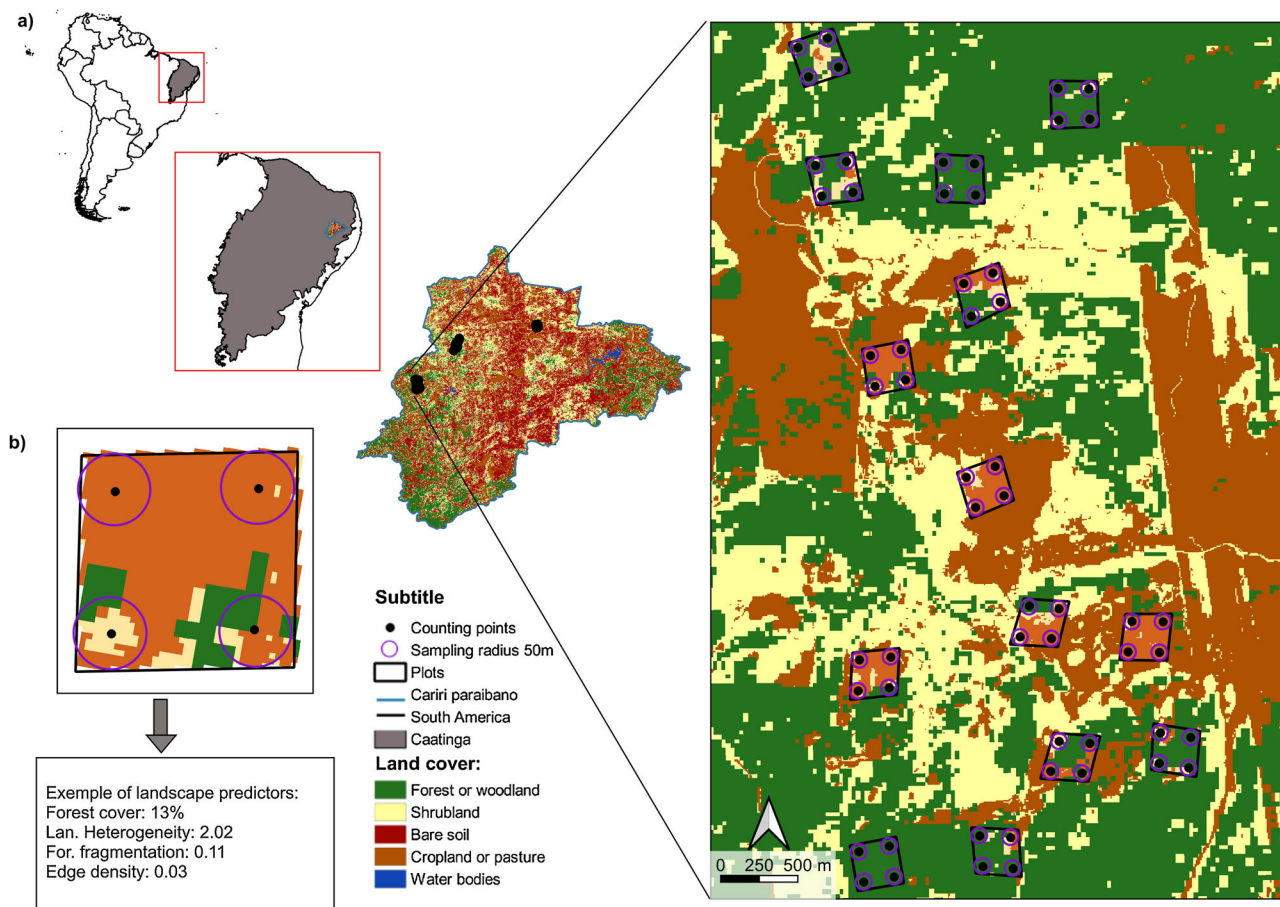 a)
b)
Exemple of landscape predictors:
Forest cover: 13%
Lan. Heterogeneity: 2.02
For. fragmentation: 0.11
Edge density: 0.03
Subtitle
Counting points
Sampling radius 50m
Plots
Cariri paraibano
South America
Caatinga
Land cover:
Forest or woodland
Shrubland
Bare soil
Cropland or pasture
Water bodies
0 250 500 m